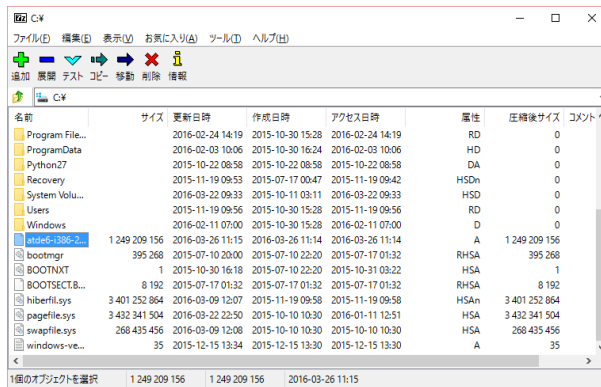 C:¥
ファイル(F) 編集(E) 表示(V) お気に入り(A) ツール(T) ヘルプ(H)
追加 展開 テスト コピー 移動 削除 情報
C:¥
名前 サイズ 更新日時 作成日時 アクセス日時 属性 圧縮後サイズ コメント
Program File... 2016-02-24 14:19 2015-10-30 15:28 2016-02-24 14:19 RD 0
ProgramData 2016-02-03 10:06 2015-10-30 16:24 2016-02-03 10:06 HD 0
Python27 2015-10-22 08:58 2015-10-22 08:58 2015-10-22 08:58 DA 0
Recovery 2015-11-19 09:53 2015-07-17 00:47 2015-11-19 09:42 HSDn 0
System Volu... 2016-03-22 09:33 2015-10-11 03:11 2016-03-22 09:33 HSD 0
Users 2015-11-19 09:56 2015-10-30 15:28 2015-11-19 09:56 RD 0
Windows 2016-02-11 07:00 2015-10-30 15:28 2016-02-11 07:00 D 0
atde6-i386-2... 1 249 209 156 2016-03-26 11:15 2016-03-26 11:14 2016-03-26 11:14 A 1 249 209 156
bootmgr 395 268 2015-07-10 20:00 2015-07-10 22:20 2015-07-17 01:32 RHSA 395 268
BOOTNXT 1 2015-10-30 16:18 2015-07-10 22:20 2015-10-31 03:22 HSA 1
BOOTSECT.B... 8 192 2015-07-17 01:32 2015-07-17 01:32 2015-07-17 01:32 RHSA 8 192
hiberfil.sys 3 401 252 864 2016-03-09 12:07 2015-11-19 09:58 2015-11-19 09:58 HSAn 3 401 252 864
pagefile.sys 3 432 341 504 2016-03-22 22:50 2015-10-10 10:30 2016-01-11 12:51 HSA 3 432 341 504
swapfile.sys 268 435 456 2016-03-09 12:08 2015-10-10 10:30 2015-10-10 10:30 HSA 268 435 456
windows-ve... 35 2015-12-15 13:34 2015-12-15 13:30 2015-12-15 13:30 A 35
1個のオブジェクトを選択 1 249 209 156 1 249 209 156 2016-03-26 11:15